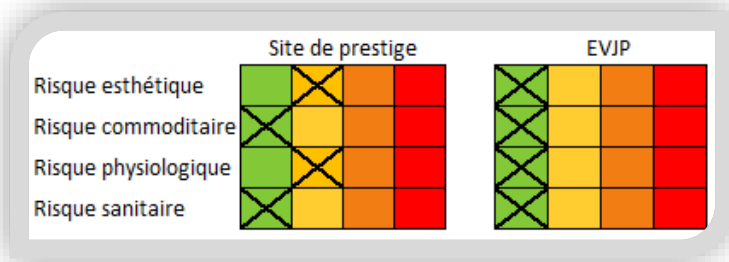 Site de prestige EVJP
Risque esthétique
Risque commoditaire
Risque physiologique
Risque sanitaire